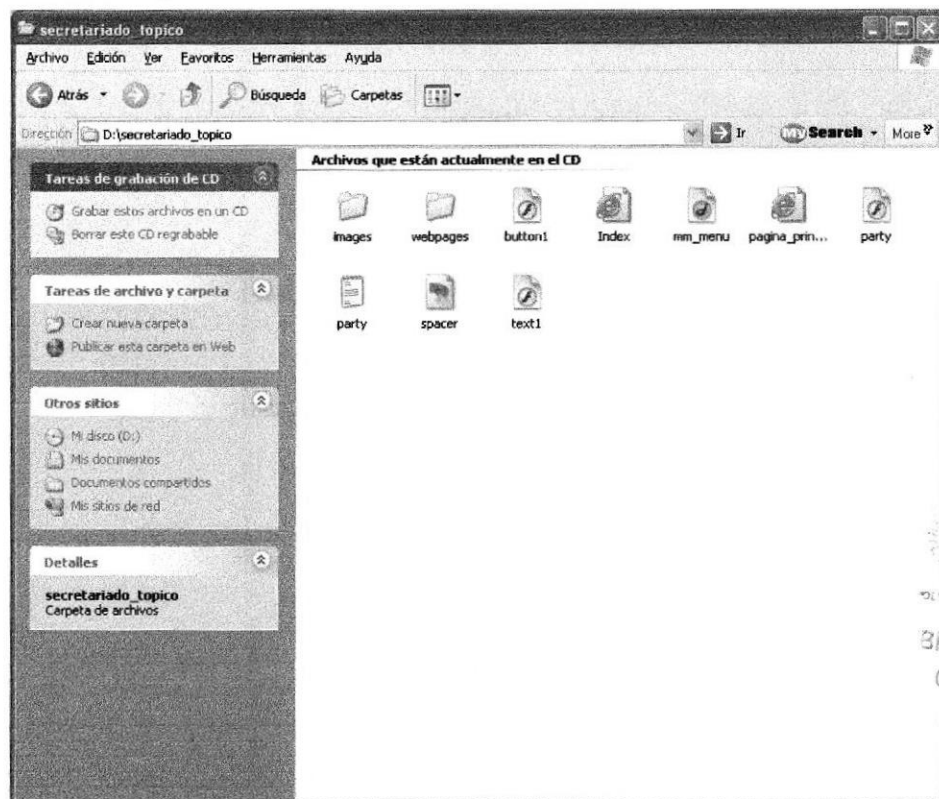 secretariado_topico
Archivo Edición Ver Favoritos Herramientas Ayuda
Atrás Búsqueda Carpetas
Dirección D:\secretariado_topico Ir My Search More
Archivos que están actualmente en el CD
Tareas de grabación de CD
Grabar estos archivos en un CD
Borrar este CD regrabable
images webpages button1 Index mm_menu pagina_prin... party
Tareas de archivo y carpeta
Crear nueva carpeta
Publicar esta carpeta en Web
party spacer text1
Otros sitios
Mi disco (D:)
Mis documentos
Documentos compartidos
Mis sitios de red
Detalles
secretariado_topico
Carpeta de archivos